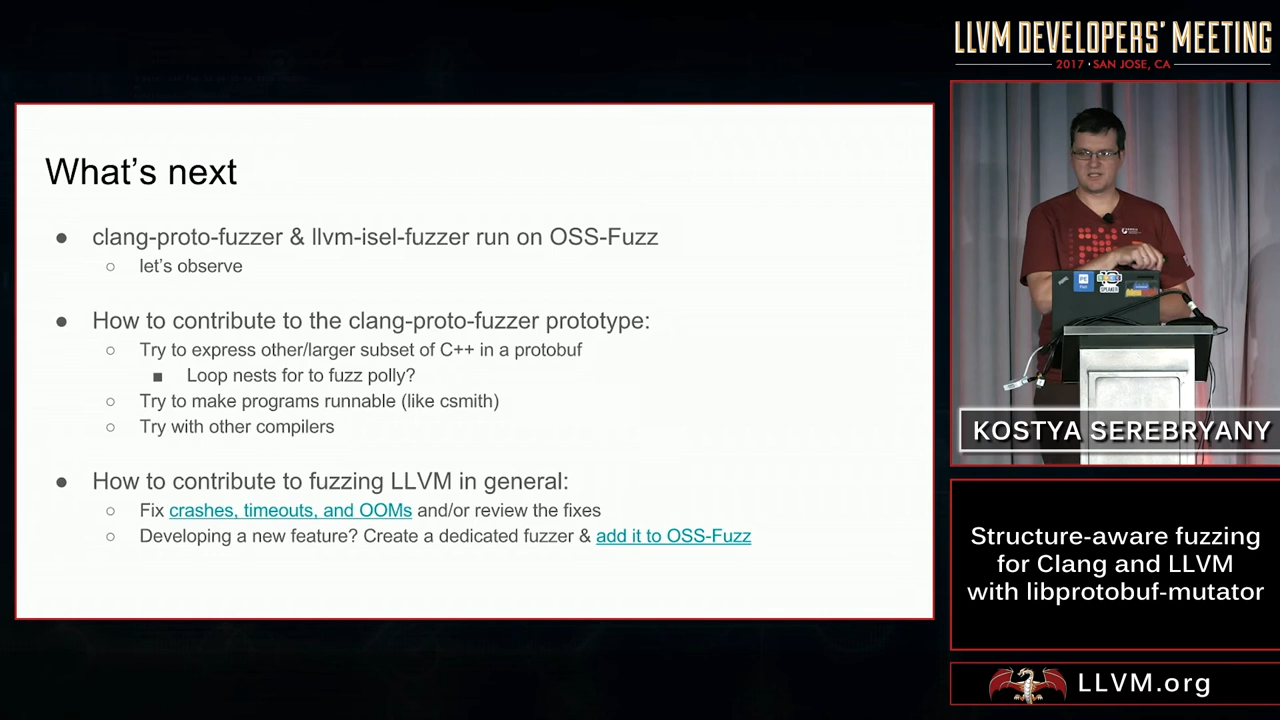 LLVM DEVELOPERS' MEETING
2017 · SAN JOSE, CA
What's next
● clang-proto-fuzzer & llvm-isel-fuzzer run on OSS-Fuzz
○ let's observe
● How to contribute to the clang-proto-fuzzer prototype:
○ Try to express other/larger subset of C++ in a protobuf
■ Loop nests for to fuzz polly?
○ Try to make programs runnable (like csmith)
○ Try with other compilers
● How to contribute to fuzzing LLVM in general:
○ Fix crashes, timeouts, and OOMs and/or review the fixes
○ Developing a new feature? Create a dedicated fuzzer & add it to OSS-Fuzz
KOSTYA SEREBRYANY
Structure-aware fuzzing
for Clang and LLVM
with libprotobuf-mutator
LLVM.org